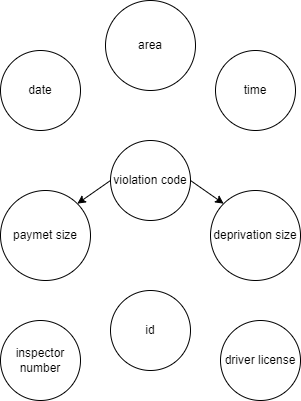 area
date
time
violation code
paymet size
deprivation size
id
inspector
number
driver license